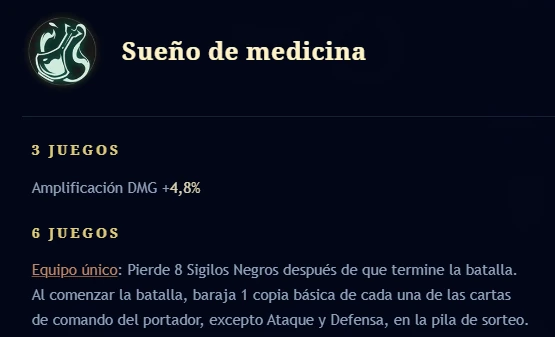 Sueño de medicina
3 JUEGOS
Amplificación DMG +4,8%
6 JUEGOS
Equipo único: Pierde 8 Sigilos Negros después de que termine la batalla.
Al comenzar la batalla, baraja 1 copia básica de cada una de las cartas
de comando del portador, excepto Ataque y Defensa, en la pila de sorteo.